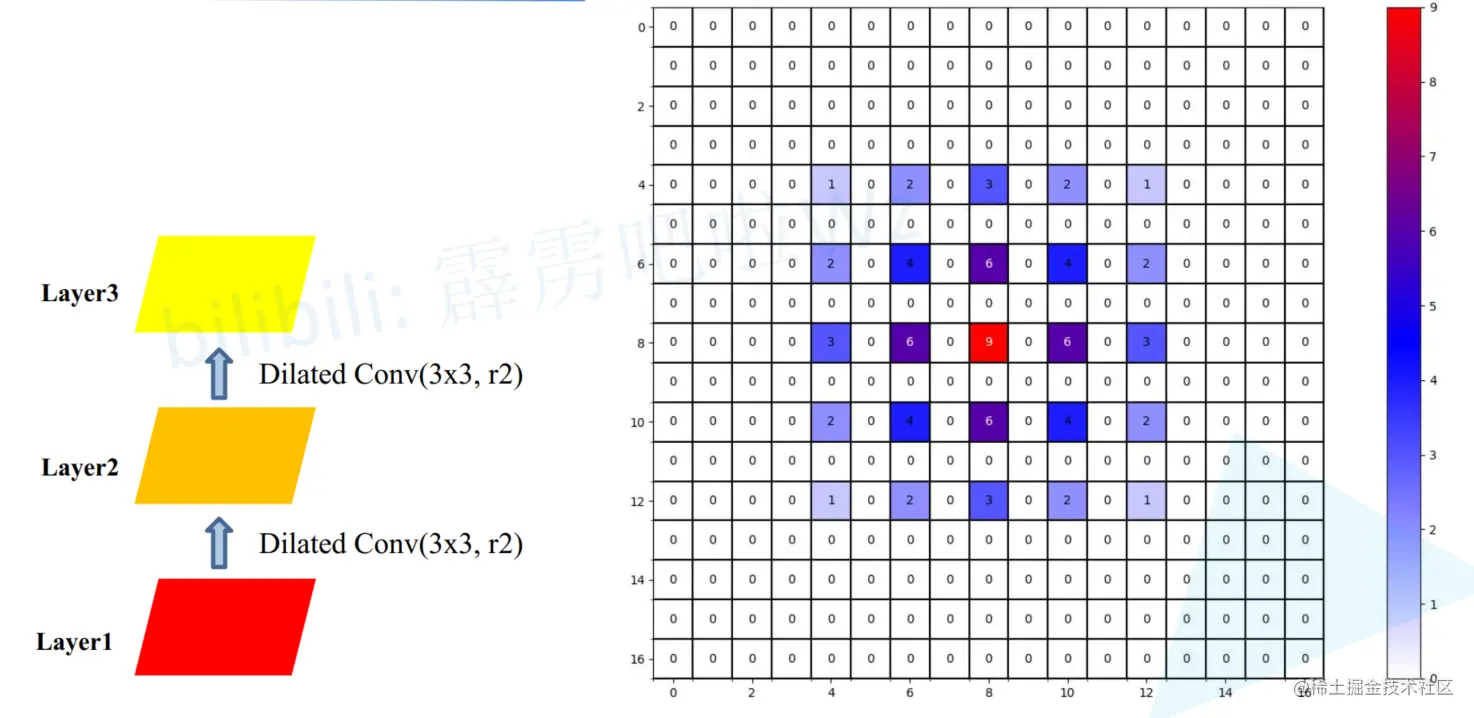 Layer3
Dilated Conv(3x3, r2)
Layer2
Dilated Conv(3x3, r2)
Layer1
bilibili: 霹雳吧啦Wz
0 0 0 0 0 0 0 0 0 0 0 0 0 0 0 0 0 0
0 0 0 0 0 0 0 0 0 0 0 0 0 0 0 0 0
2 0 0 0 0 0 0 0 0 0 0 0 0 0 0 0 0 0
0 0 0 0 0 0 0 0 0 0 0 0 0 0 0 0 0
4 0 0 0 0 1 0 2 0 3 0 2 0 1 0 0 0 0
0 0 0 0 0 0 0 0 0 0 0 0 0 0 0 0 0
6 0 0 0 0 2 0 4 0 6 0 4 0 2 0 0 0 0
0 0 0 0 0 0 0 0 0 0 0 0 0 0 0 0 0
8 0 0 0 0 3 0 6 0 9 0 6 0 3 0 0 0 0
0 0 0 0 0 0 0 0 0 0 0 0 0 0 0 0 0
10 0 0 0 0 2 0 4 0 6 0 4 0 2 0 0 0 0
0 0 0 0 0 0 0 0 0 0 0 0 0 0 0 0 0
12 0 0 0 0 1 0 2 0 3 0 2 0 1 0 0 0 0
0 0 0 0 0 0 0 0 0 0 0 0 0 0 0 0 0
14 0 0 0 0 0 0 0 0 0 0 0 0 0 0 0 0 0
0 0 0 0 0 0 0 0 0 0 0 0 0 0 0 0 0
16 0 0 0 0 0 0 0 0 0 0 0 0 0 0 0 0 0
0 2 4 6 8 10 12 14 16
9
8
7
6
5
4
3
2
1
0
@稀土掘金技术社区